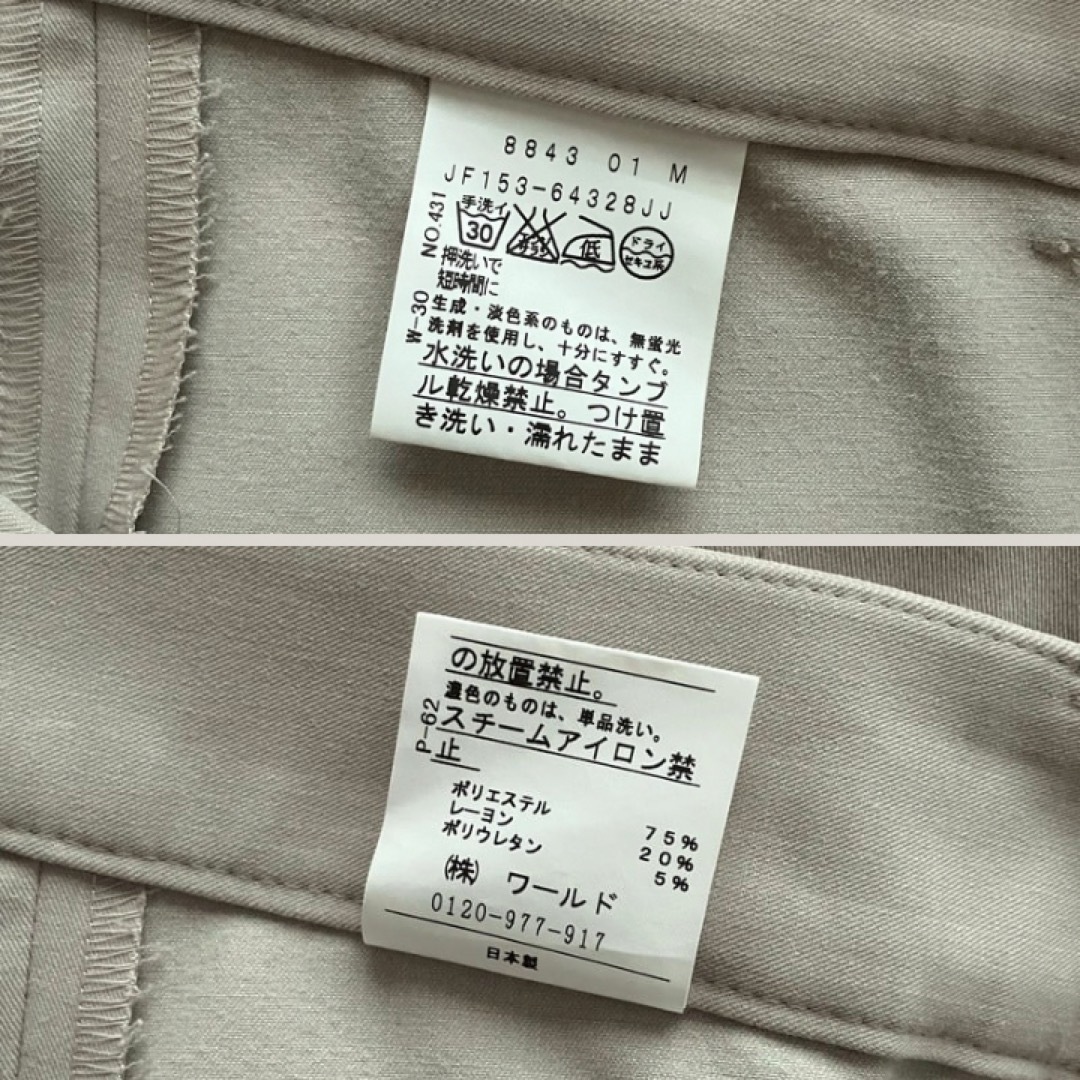 8843 01 M
JF153-64328JJ
NO.431
手洗イ
30
エンソサラシ
低
ドライ
セキユ系
押洗いで
短時間に
W-30
生成・淡色系のものは、無蛍光
洗剤を使用し、十分にすすぐ。
水洗いの場合タンブ
ル乾燥禁止。つけ置
き洗い・濡れたまま
の放置禁止。
P-62
濃色のものは、単品洗い。
スチームアイロン禁
止
ポリエステル 75%
レーヨン 20%
ポリウレタン 5%
㈱ ワールド
0120-977-917
日本製